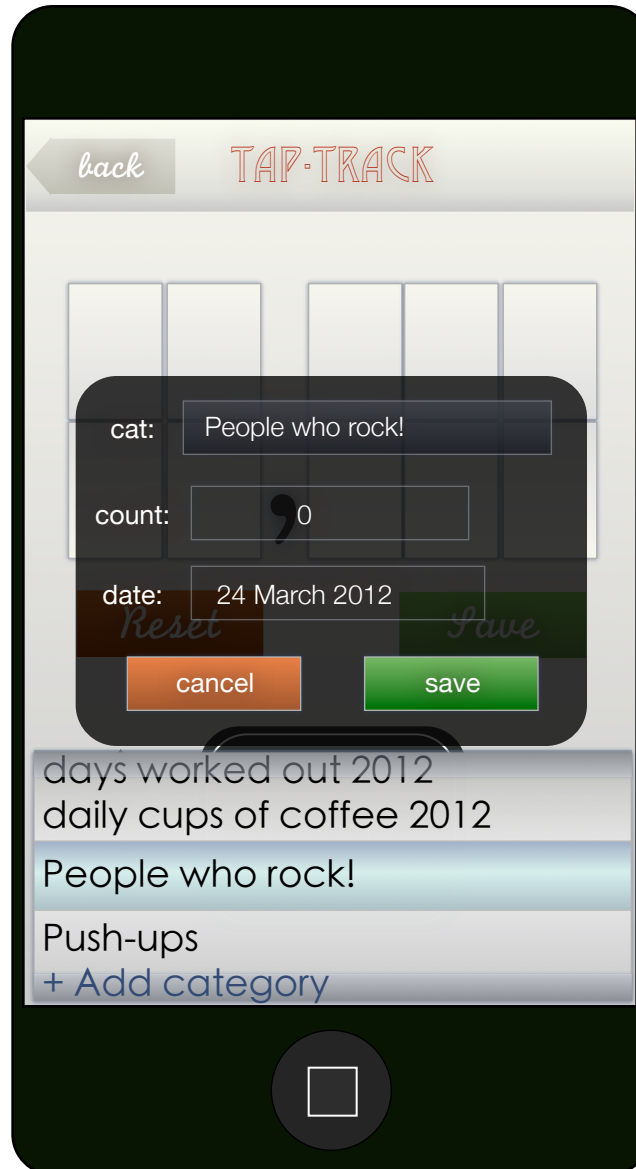 back
TAP·TRACK
cat: People who rock!
,
count: 0
date: 24 March 2012
Reset Save
cancel save
days worked out 2012
daily cups of coffee 2012
People who rock!
Push-ups
+ Add category